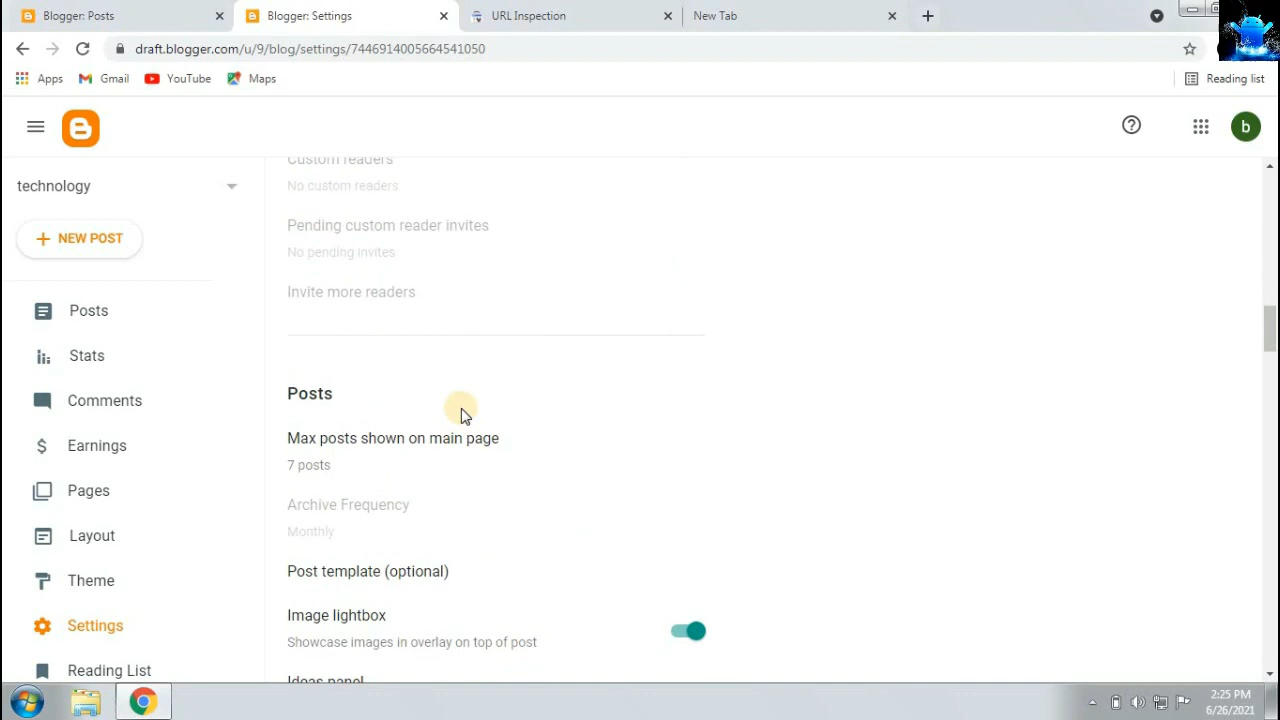 Blogger: Posts
Blogger: Settings
URL Inspection
New Tab
draft.blogger.com/u/9/blog/settings/7446914005664541050
Apps
Gmail
YouTube
Maps
Reading list
b
technology
NEW POST
Posts
Stats
Comments
Earnings
Pages
Layout
Theme
Settings
Reading List
Custom readers
No custom readers
Pending custom reader invites
No pending invites
Invite more readers
Posts
Max posts shown on main page
7 posts
Archive Frequency
Monthly
Post template (optional)
Image lightbox
Showcase images in overlay on top of post
Ideas panel
2:25 PM
6/26/2021